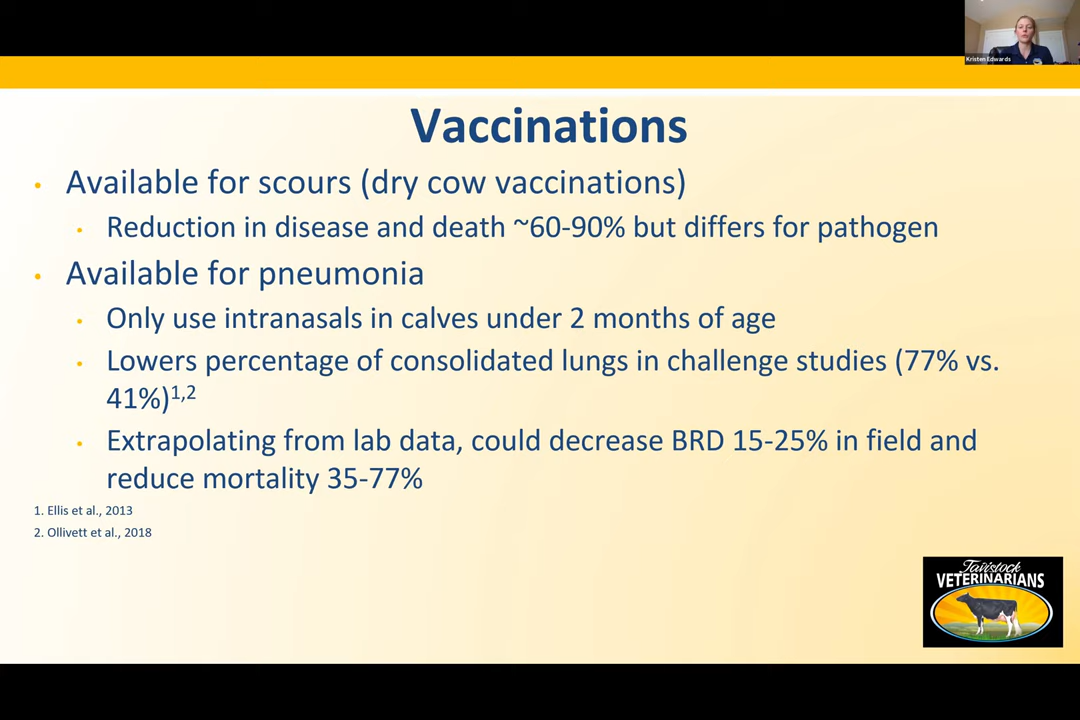 Kristen Edwards
Vaccinations
• Available for scours (dry cow vaccinations)
• Reduction in disease and death ~60-90% but differs for pathogen
• Available for pneumonia
• Only use intranasals in calves under 2 months of age
• Lowers percentage of consolidated lungs in challenge studies (77% vs.
41%)1,2
• Extrapolating from lab data, could decrease BRD 15-25% in field and
reduce mortality 35-77%
1. Ellis et al., 2013
2. Ollivett et al., 2018
Tavistock
VETERINARIANS